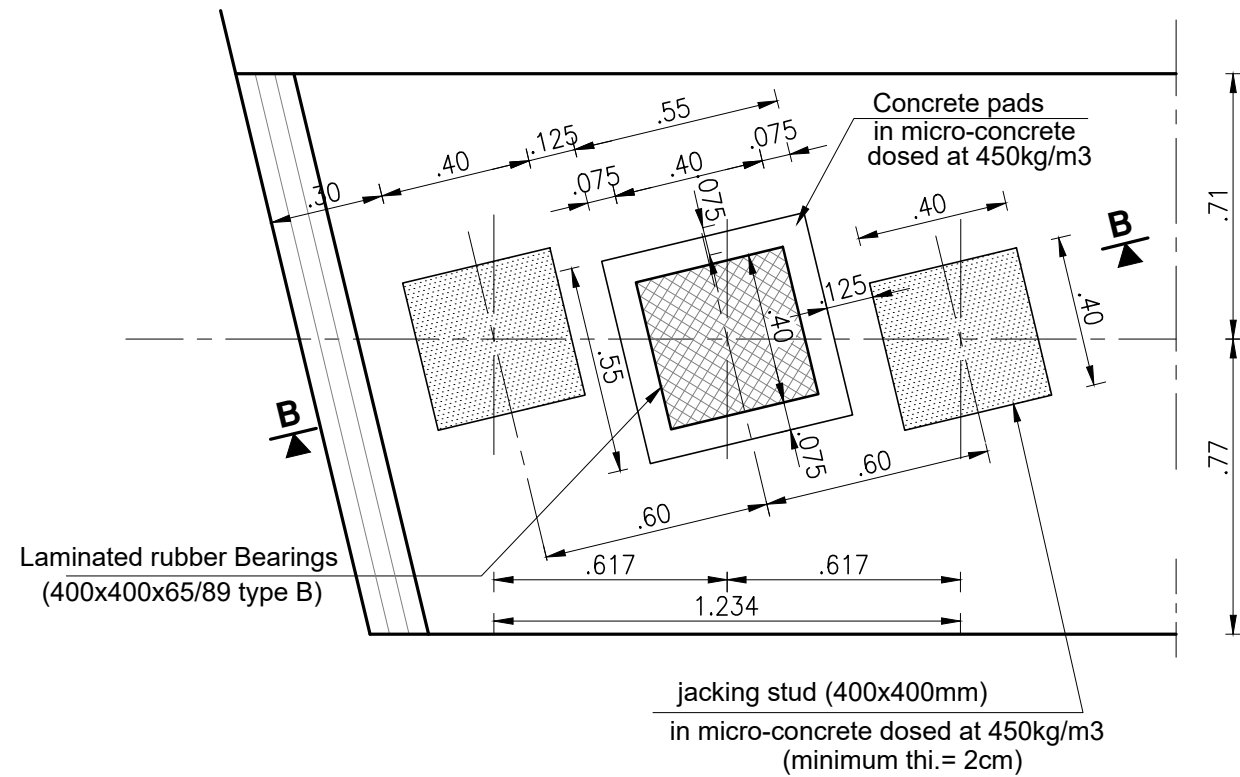 Concrete pads
in micro-concrete
dosed at 450kg/m3
.55
.125
.075
.40
.40
.30
.075
.075
.40
.71
B
.125
.40
.40
.55
B
.075
.77
.60
.60
Laminated rubber Bearings
(400x400x65/89 type B)
.617
.617
1.234
jacking stud (400x400mm)
in micro-concrete dosed at 450kg/m3
(minimum thi.= 2cm)